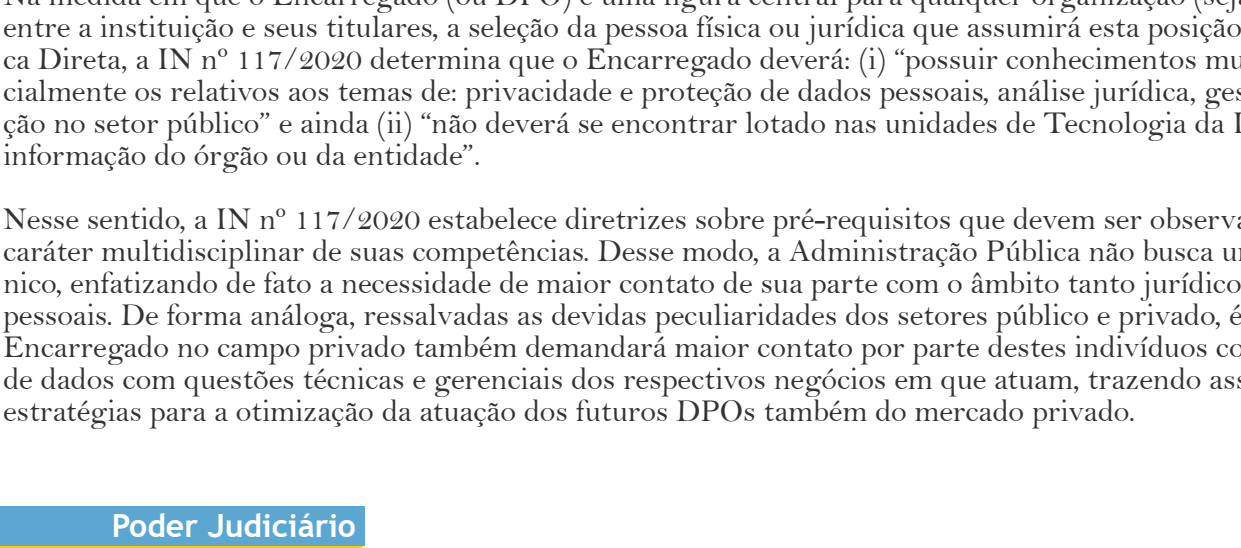 Na medida em que o Encarregado (ou DPO) é uma figura central para qualquer organização (seja
entre a instituição e seus titulares, a seleção da pessoa física ou jurídica que assumirá esta posição
ca Direta, a IN nº 117/2020 determina que o Encarregado deverá: (i) “possuir conhecimentos mu
cialmente os relativos aos temas de: privacidade e proteção de dados pessoais, análise jurídica, ges
ção no setor público” e ainda (ii) “não deverá se encontrar lotado nas unidades de Tecnologia da I
informação do órgão ou da entidade”.
Nesse sentido, a IN nº 117/2020 estabelece diretrizes sobre pré-requisitos que devem ser observa
caráter multidisciplinar de suas competências. Desse modo, a Administração Pública não busca u
nico, enfatizando de fato a necessidade de maior contato de sua parte com o âmbito tanto jurídico
pessoais. De forma análoga, ressalvadas as devidas peculiaridades dos setores público e privado, é
Encarregado no campo privado também demandará maior contato por parte destes indivíduos co
de dados com questões técnicas e gerenciais dos respectivos negócios em que atuam, trazendo ass
estratégias para a otimização da atuação dos futuros DPOs também do mercado privado.
Poder Judiciário